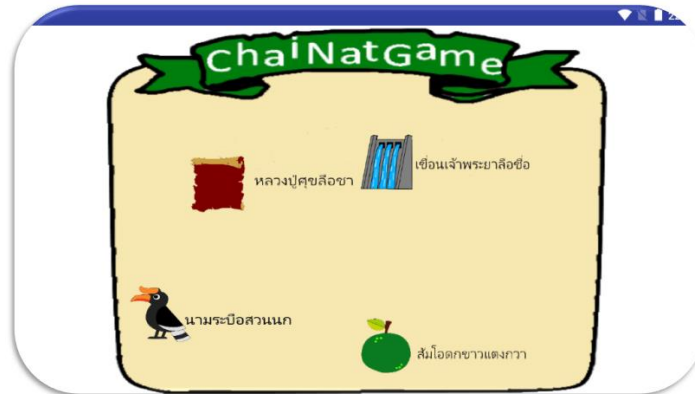 ChaiNatGame
หลวงปู่ศุขลือชา
เขื่อนเจ้าพระยาลือชื่อ
นามระบือสวนนก
ส้มโอดกขาวแตงกวา